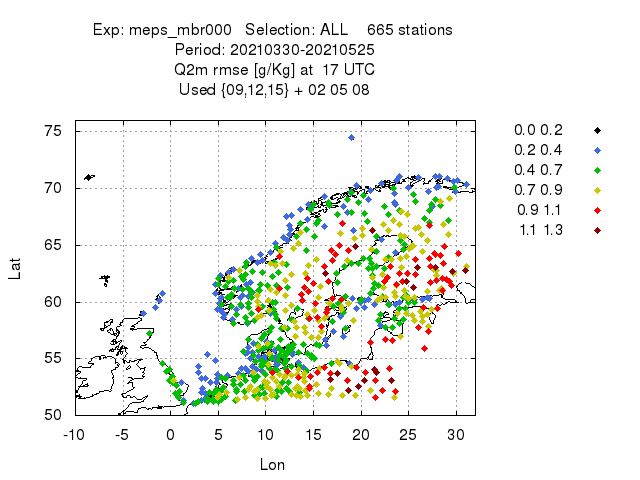 Exp: meps_mbr000 Selection: ALL 665 stations
Period: 20210330-20210525
Q2m rmse [g/Kg] at 17 UTC
Used {09,12,15} + 02 05 08
75
70
65
60
55
50
Lat
-10 -5 0 5 10 15 20 25 30
Lon
0.0 0.2
0.2 0.4
0.4 0.7
0.7 0.9
0.9 1.1
1.1 1.3